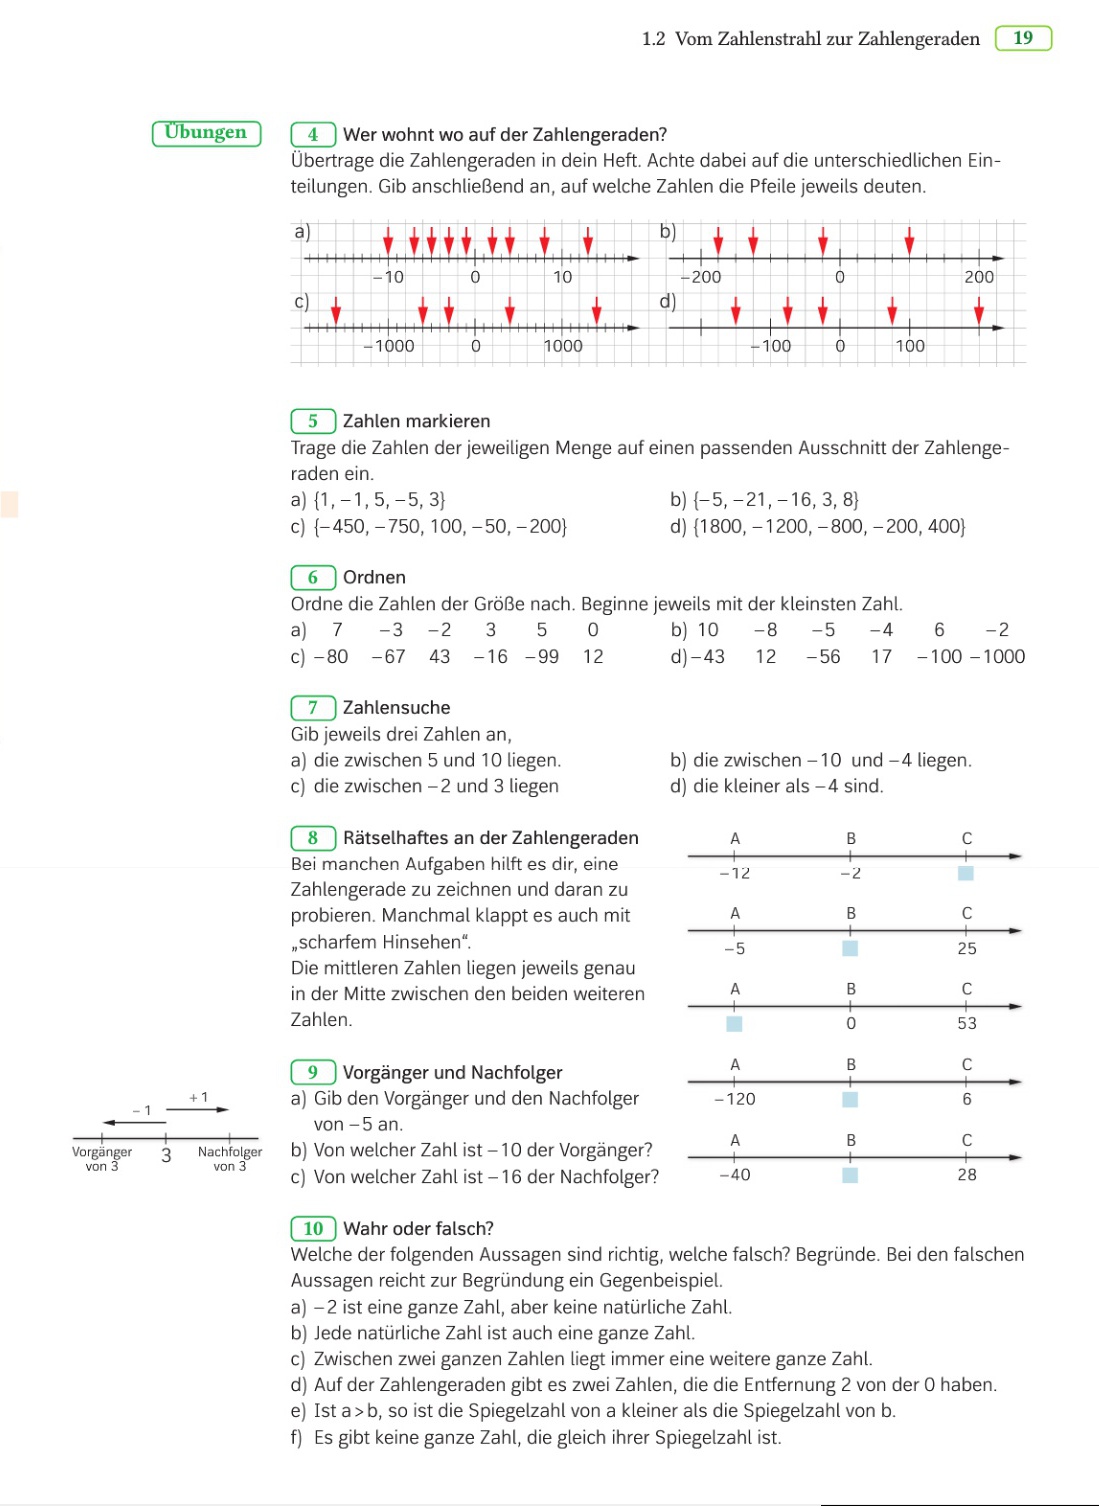 1.2 Vom Zahlenstrahl zur Zahlengeraden 19
Übungen
4 Wer wohnt wo auf der Zahlengeraden?
Übertrage die Zahlengeraden in dein Heft. Achte dabei auf die unterschiedlichen Ein-
teilungen. Gib anschließend an, auf welche Zahlen die Pfeile jeweils deuten.
a) b)
−10 0 10 −200 0 200
c) d)
−1000 0 1000 −100 0 100
5 Zahlen markieren
Trage die Zahlen der jeweiligen Menge auf einen passenden Ausschnitt der Zahlenge-
raden ein.
a) {1, −1, 5, −5, 3} b) {−5, −21, −16, 3, 8}
c) {−450, −750, 100, −50, −200} d) {1800, −1200, −800, −200, 400}
6 Ordnen
Ordne die Zahlen der Größe nach. Beginne jeweils mit der kleinsten Zahl.
a) 7 −3 −2 3 5 0 b) 10 −8 −5 −4 6 −2
c) −80 −67 43 −16 −99 12 d) −43 12 −56 17 −100 −1000
7 Zahlensuche
Gib jeweils drei Zahlen an,
a) die zwischen 5 und 10 liegen. b) die zwischen −10 und −4 liegen.
c) die zwischen −2 und 3 liegen d) die kleiner als −4 sind.
8 Rätselhaftes an der Zahlengeraden
Bei manchen Aufgaben hilft es dir, eine
Zahlengerade zu zeichnen und daran zu
probieren. Manchmal klappt es auch mit
„scharfem Hinsehen“.
Die mittleren Zahlen liegen jeweils genau
in der Mitte zwischen den beiden weiteren
Zahlen.
A B C
−12 −2
A B C
−5 25
A B C
0 53
A B C
−120 6
A B C
−40 28
9 Vorgänger und Nachfolger
a) Gib den Vorgänger und den Nachfolger
von −5 an.
b) Von welcher Zahl ist −10 der Vorgänger?
c) Von welcher Zahl ist −16 der Nachfolger?
−1 +1
Vorgänger 3 Nachfolger
von 3 von 3
10 Wahr oder falsch?
Welche der folgenden Aussagen sind richtig, welche falsch? Begründe. Bei den falschen
Aussagen reicht zur Begründung ein Gegenbeispiel.
a) −2 ist eine ganze Zahl, aber keine natürliche Zahl.
b) Jede natürliche Zahl ist auch eine ganze Zahl.
c) Zwischen zwei ganzen Zahlen liegt immer eine weitere ganze Zahl.
d) Auf der Zahlengeraden gibt es zwei Zahlen, die die Entfernung 2 von der 0 haben.
e) Ist a > b, so ist die Spiegelzahl von a kleiner als die Spiegelzahl von b.
f) Es gibt keine ganze Zahl, die gleich ihrer Spiegelzahl ist.